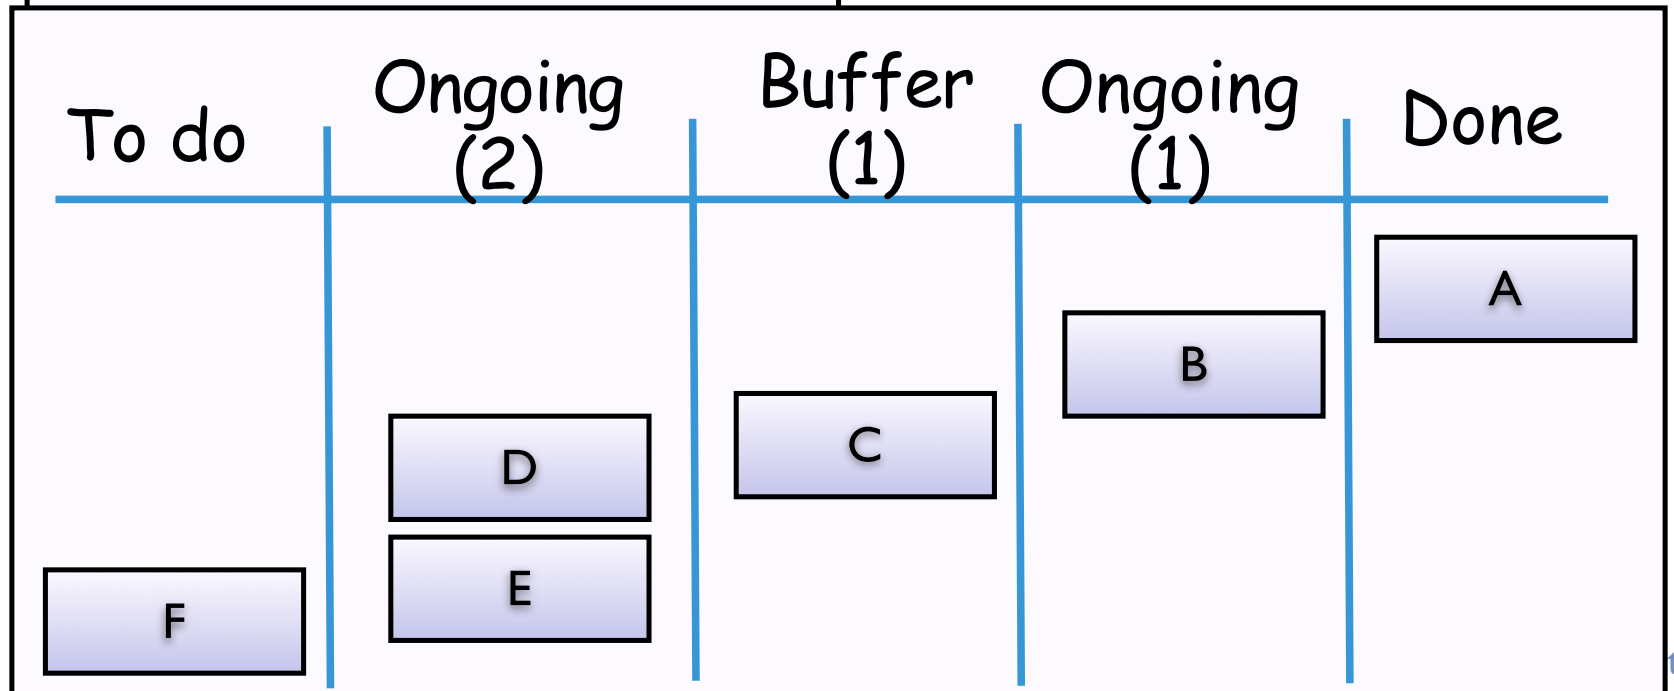 To do
Ongoing
(2)
Buffer
(1)
Ongoing
(1)
Done
A
B
C
D
E
F